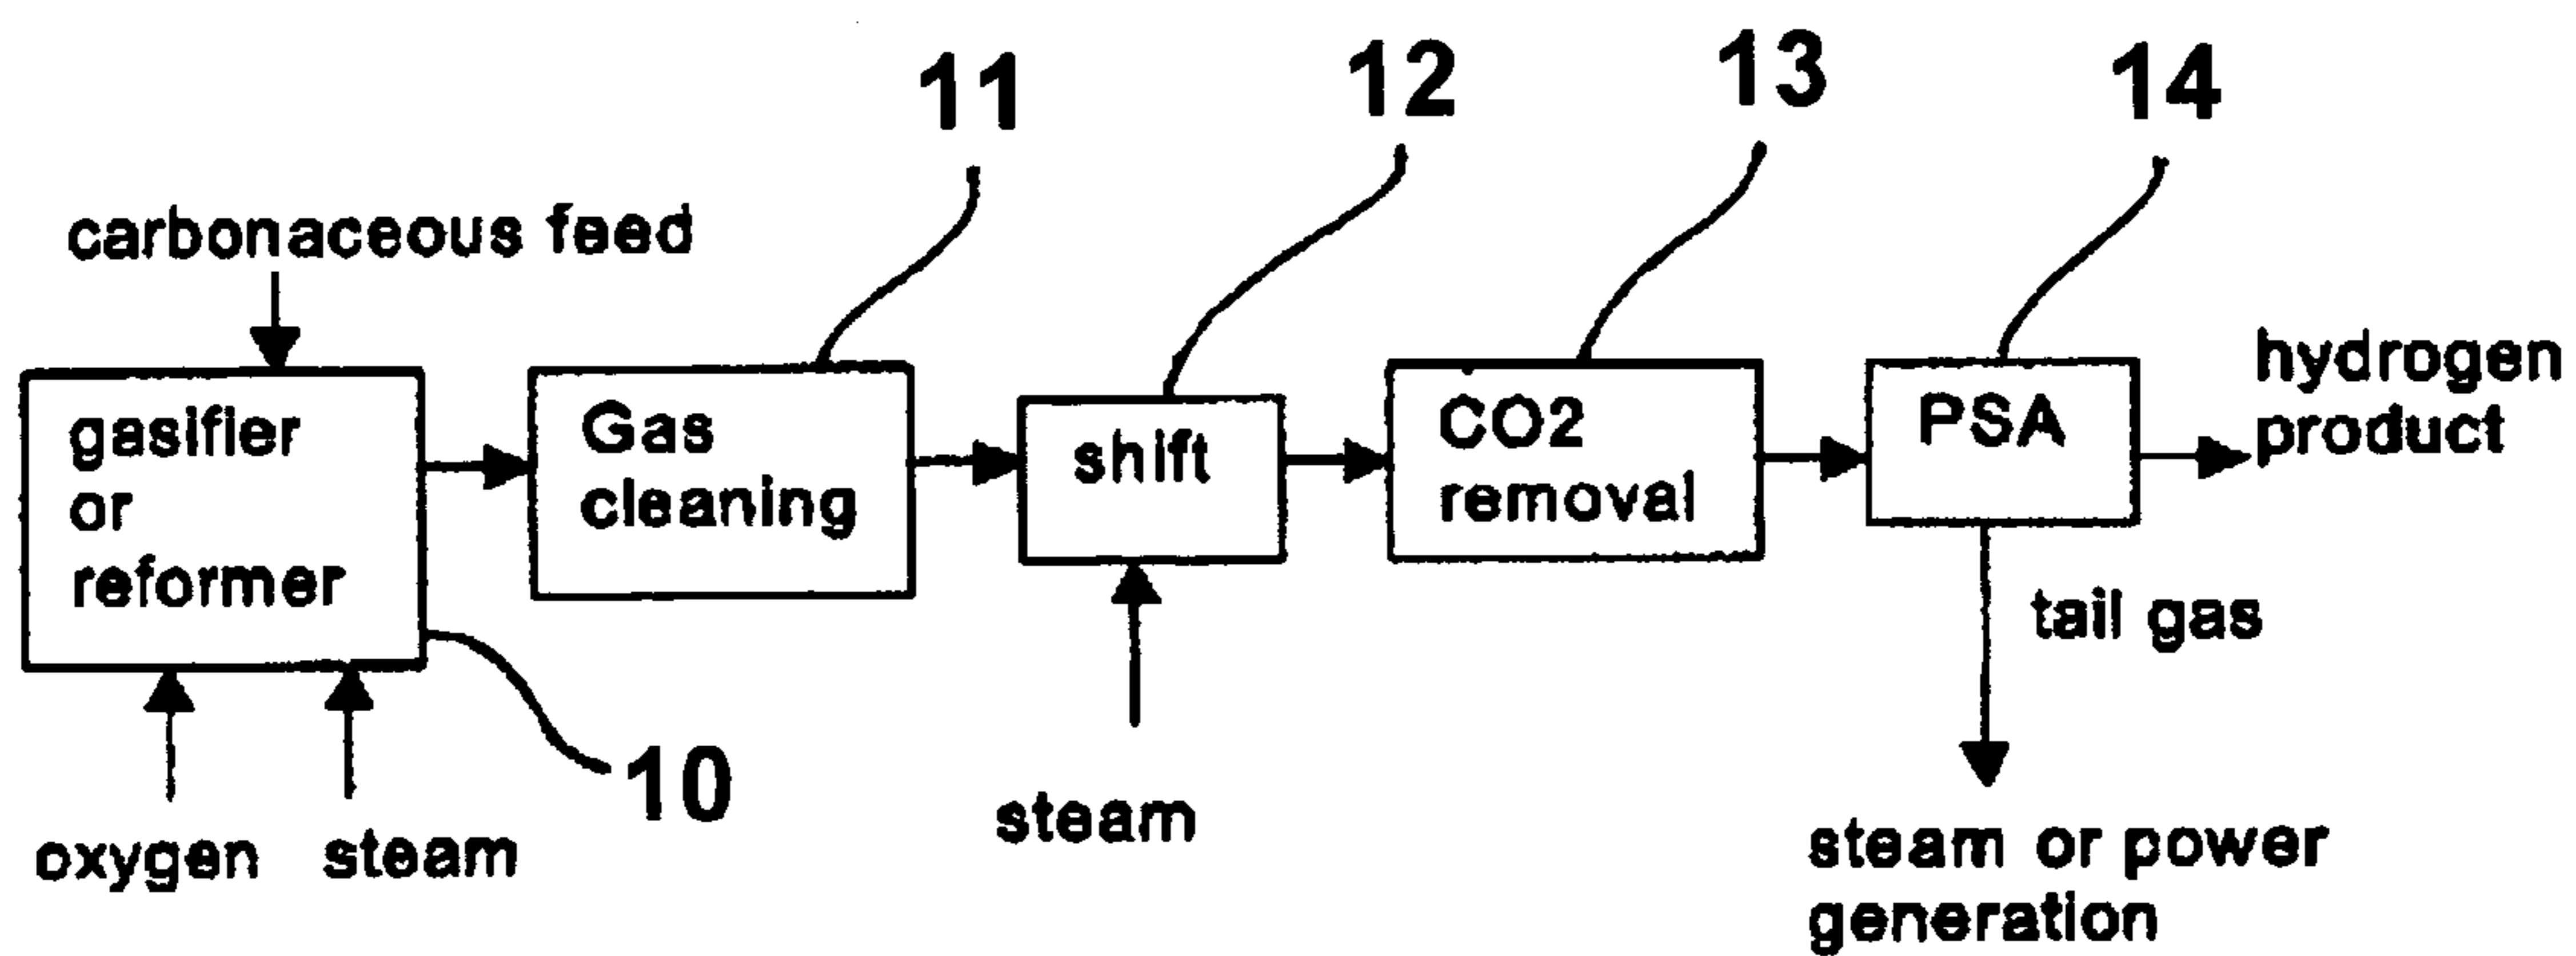 11
12
13
14
carbonaceous feed
gasifier
or
reformer
Gas
cleaning
shift
CO2
removal
PSA
hydrogen
product
tail gas
10
oxygen
steam
steam
steam or power
generation